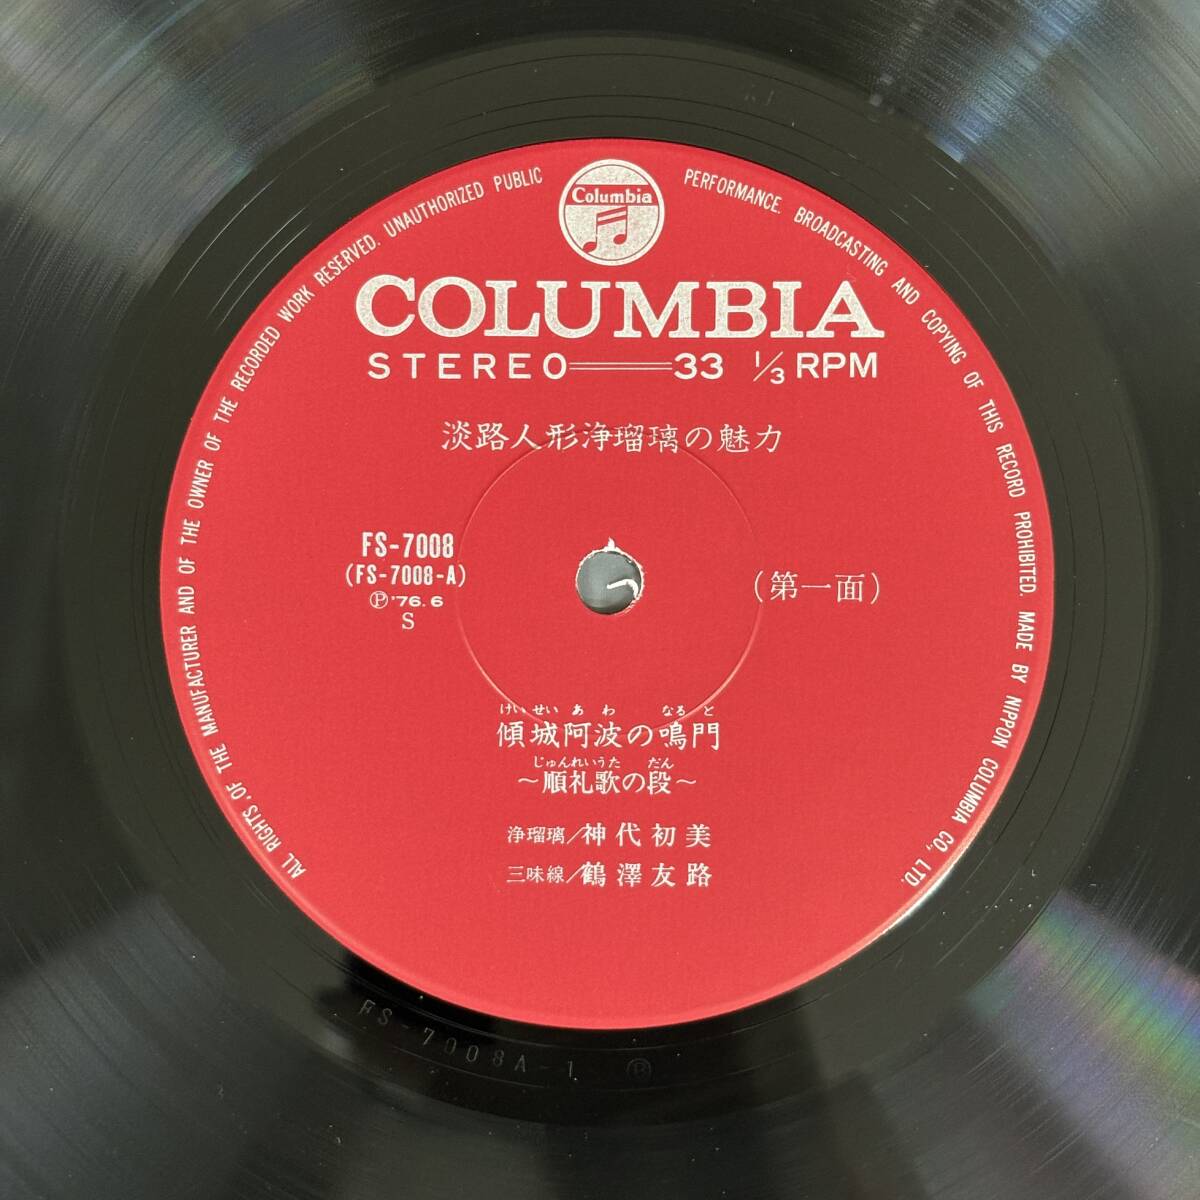 ALL RIGHTS OF THE MANUFACTURER AND OF THE OWNER OF THE RECORDED WORK RESERVED. UNAUTHORIZED PUBLIC PERFORMANCE. BROADCASTING AND COPYING OF THIS RECORD PROHIBITED. MADE BY NIPPON COLUMBIA CO., LTD.
Columbia
COLUMBIA
STEREO 33 1/3 RPM
淡路人形浄瑠璃の魅力
FS-7008
(FS-7008-A)
Ⓟ'76.6
S
(第一面)
けいせい あ わ なる と
傾城阿波の鳴門
じゅんれいうた だん
〜順礼歌の段〜
浄瑠璃/神代初美
三味線/鶴澤友路
FS-7008A-1 Ⓑ